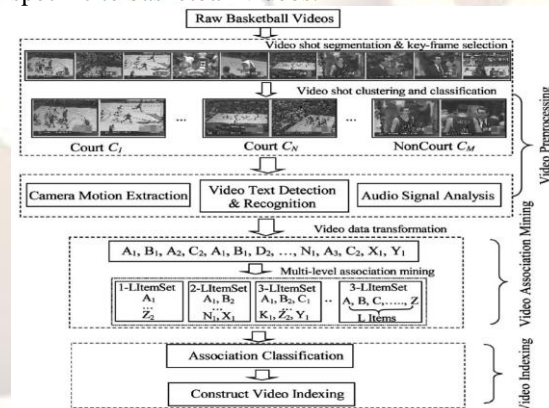 Raw Basketball Videos
Video shot segmentation & key-frame selection
Video shot clustering and classification
... ...
Court C1 Court CN NonCourt CM
Video Preprocessing
Camera Motion Extraction
Video Text Detection
& Recognition
Audio Signal Analysis
Video data transformation
A1, B1, A2, C2, A1, B1, D2, ..., N1, A3, C2, X1, Y1
Multi-level association mining
1-LItemSet
A1
...
Z2
2-LItemSet
A1, B2
...
N1, X1
3-LItemSet
A1, B2, C1
...
K1, Z2, Y1
..
3-LItemSet
A, B, C,....., Z
L Items
Video Association Mining
Association Classification
Construct Video Indexing
Video Indexing